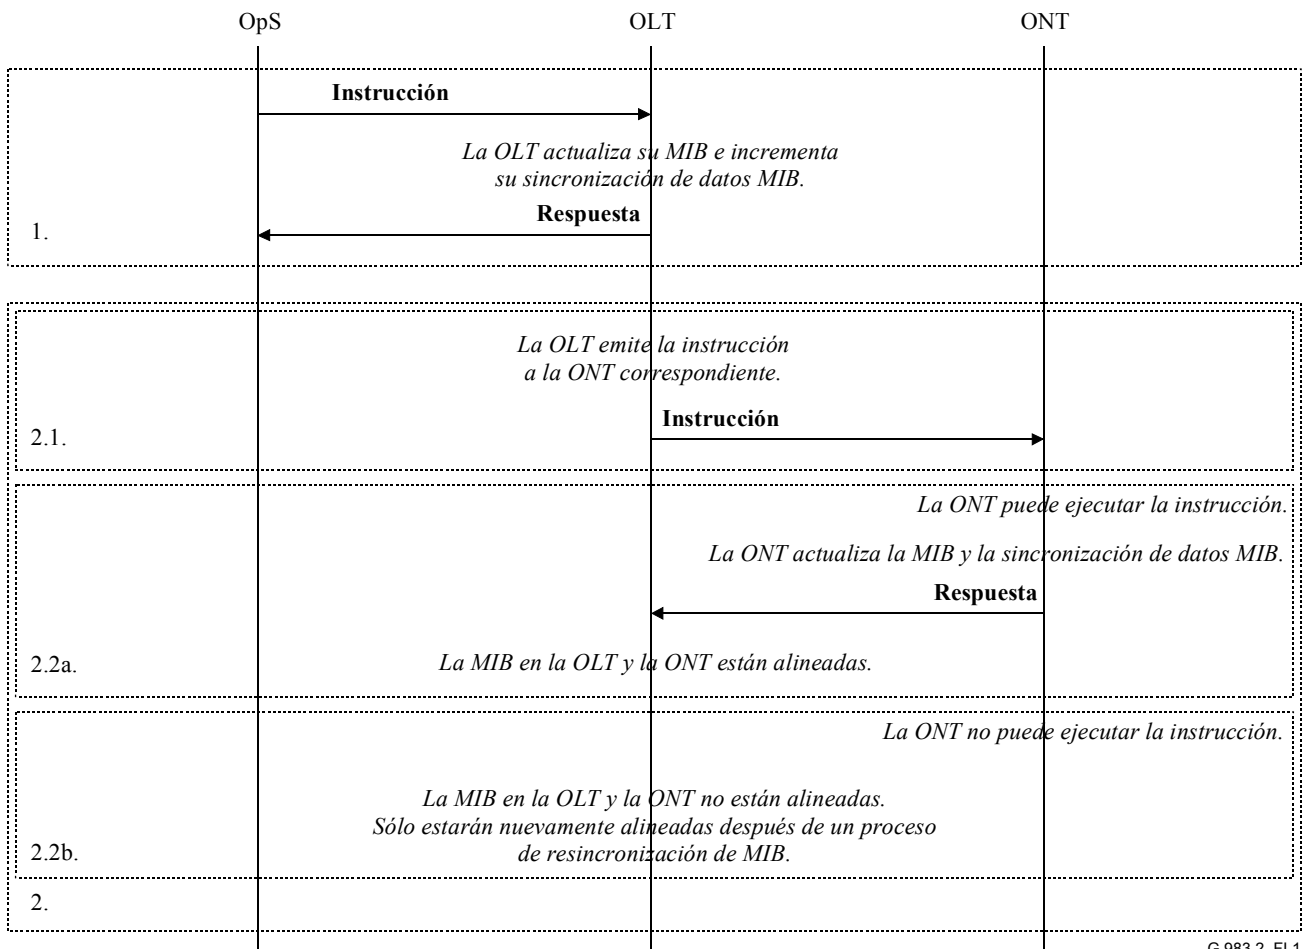 OpS OLT ONT
Instrucción
La OLT actualiza su MIB e incrementa
su sincronización de datos MIB.
Respuesta
1.
La OLT emite la instrucción
a la ONT correspondiente.
Instrucción
2.1.
La ONT puede ejecutar la instrucción.
La ONT actualiza la MIB y la sincronización de datos MIB.
Respuesta
2.2a. La MIB en la OLT y la ONT están alineadas.
La ONT no puede ejecutar la instrucción.
La MIB en la OLT y la ONT no están alineadas.
Sólo estarán nuevamente alineadas después de un proceso
2.2b. de resincronización de MIB.
2.